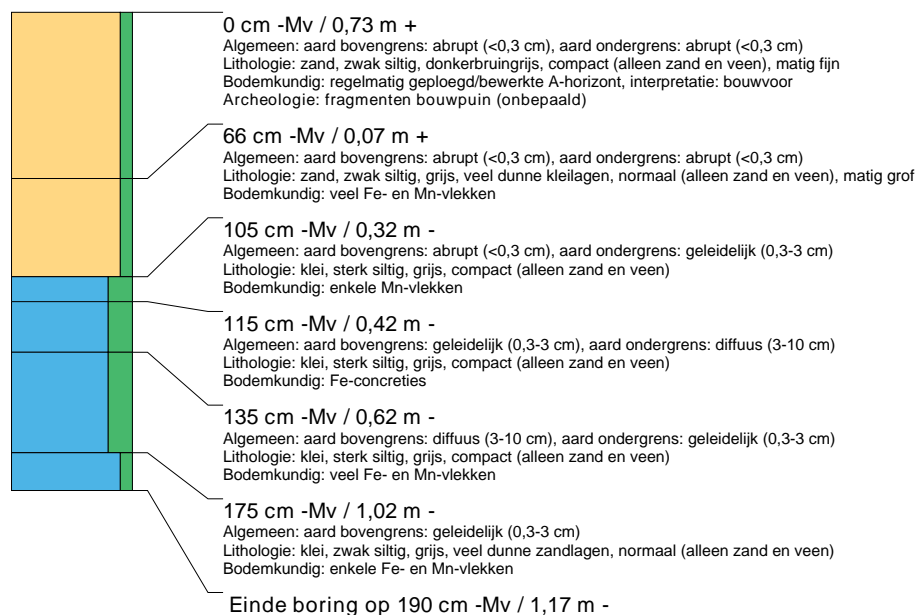 0 cm -Mv / 0,73 m +
Algemeen: aard bovengrens: abrupt (<0,3 cm), aard ondergrens: abrupt (<0,3 cm)
Lithologie: zand, zwak siltig, donkerbruingrijs, compact (alleen zand en veen), matig fijn
Bodemkundig: regelmatig geploegd/bewerkte A-horizont, interpretatie: bouwvoor
Archeologie: fragmenten bouwpuin (onbepaald)
66 cm -Mv / 0,07 m +
Algemeen: aard bovengrens: abrupt (<0,3 cm), aard ondergrens: abrupt (<0,3 cm)
Lithologie: zand, zwak siltig, grijs, veel dunne kleilagen, normaal (alleen zand en veen), matig grof
Bodemkundig: veel Fe- en Mn-vlekken
105 cm -Mv / 0,32 m -
Algemeen: aard bovengrens: abrupt (<0,3 cm), aard ondergrens: geleidelijk (0,3-3 cm)
Lithologie: klei, sterk siltig, grijs, compact (alleen zand en veen)
Bodemkundig: enkele Mn-vlekken
115 cm -Mv / 0,42 m -
Algemeen: aard bovengrens: geleidelijk (0,3-3 cm), aard ondergrens: diffuus (3-10 cm)
Lithologie: klei, sterk siltig, grijs, compact (alleen zand en veen)
Bodemkundig: Fe-concreties
135 cm -Mv / 0,62 m -
Algemeen: aard bovengrens: diffuus (3-10 cm), aard ondergrens: geleidelijk (0,3-3 cm)
Lithologie: klei, sterk siltig, grijs, compact (alleen zand en veen)
Bodemkundig: veel Fe- en Mn-vlekken
175 cm -Mv / 1,02 m -
Algemeen: aard bovengrens: geleidelijk (0,3-3 cm)
Lithologie: klei, zwak siltig, grijs, veel dunne zandlagen, normaal (alleen zand en veen)
Bodemkundig: enkele Fe- en Mn-vlekken
Einde boring op 190 cm -Mv / 1,17 m -